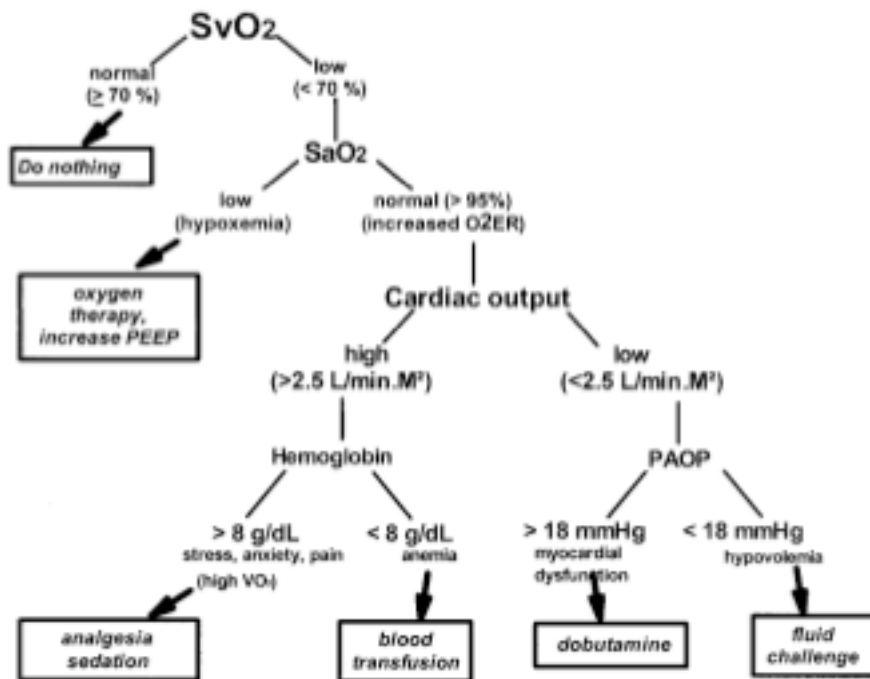 SvO2
normal
(≥ 70 %)
low
(< 70 %)
Do nothing
SaO2
low
(hypoxemia)
normal (> 95%)
(increased O2ER)
oxygen
therapy,
increase PEEP
Cardiac output
high
(>2.5 L/min.M²)
low
(<2.5 L/min.M²)
Hemoglobin
PAOP
> 8 g/dL
stress, anxiety, pain
(high VO₂)
< 8 g/dL
anemia
> 18 mmHg
myocardial
dysfunction
< 18 mmHg
hypovolemia
analgesia
sedation
blood
transfusion
dobutamine
fluid
challenge